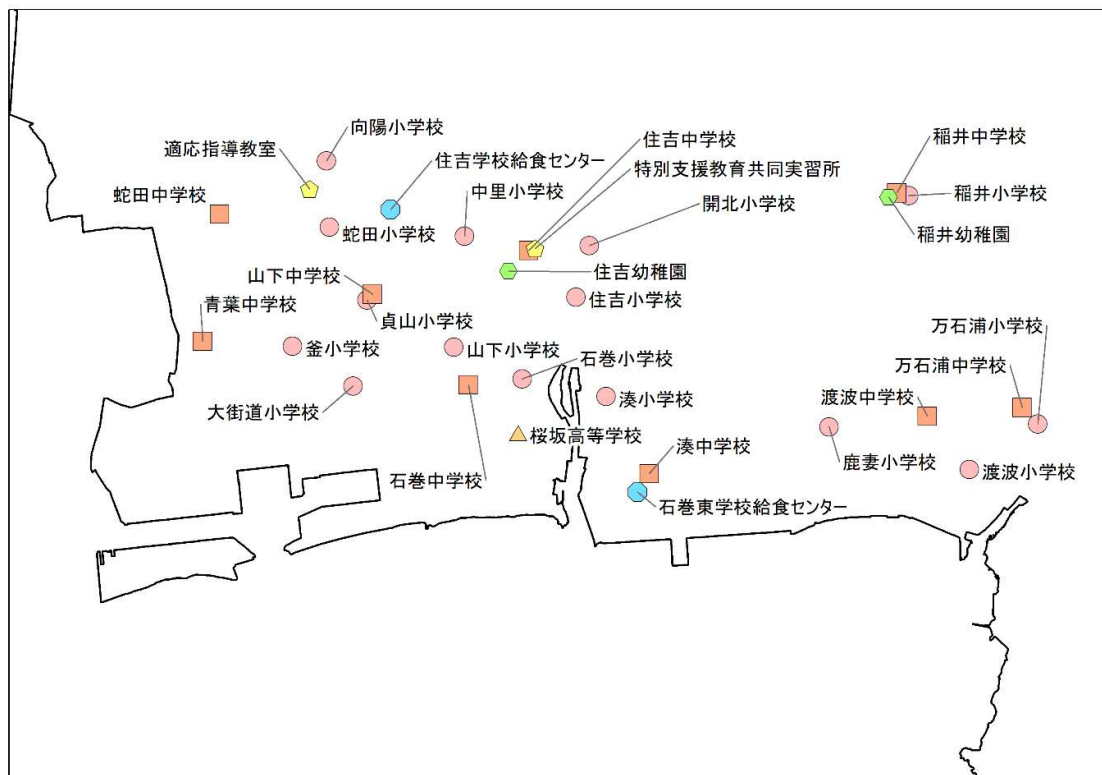 向陽小学校
住吉中学校
稲井中学校
適応指導教室
住吉学校給食センター
特別支援教育共同実習所
蛇田中学校
中里小学校
開北小学校
稲井小学校
蛇田小学校
稲井幼稚園
山下中学校
住吉幼稚園
青葉中学校
貞山小学校
住吉小学校
万石浦小学校
釜小学校
山下小学校
石巻小学校
万石浦中学校
大街道小学校
湊小学校
渡波中学校
桜坂高等学校
湊中学校
鹿妻小学校
渡波小学校
石巻中学校
石巻東学校給食センター